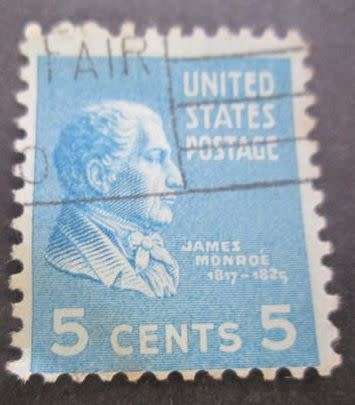 FAIR
UNITED
STATES
POSTAGE
O
JAMES
MONROE
1817-1825
5 CENTS 5